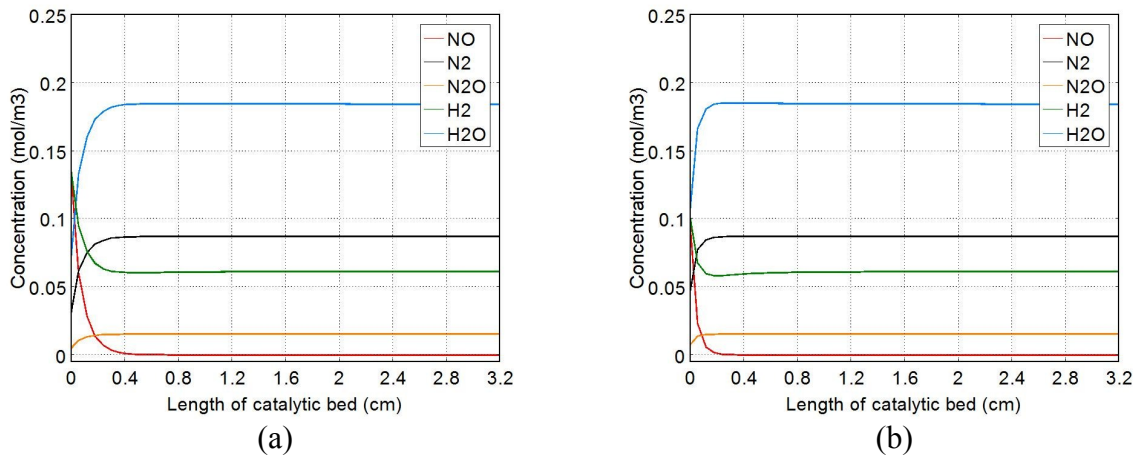 0.25
0.2
0.15
0.1
0.05
0
Concentration (mol/m3)
NO
N2
N2O
H2
H2O
0 0.4 0.8 1.2 1.6 2 2.4 2.8 3.2
Length of catalytic bed (cm)
(a)
0.25
0.2
0.15
0.1
0.05
0
Concentration (mol/m3)
NO
N2
N2O
H2
H2O
0 0.4 0.8 1.2 1.6 2 2.4 2.8 3.2
Length of catalytic bed (cm)
(b)